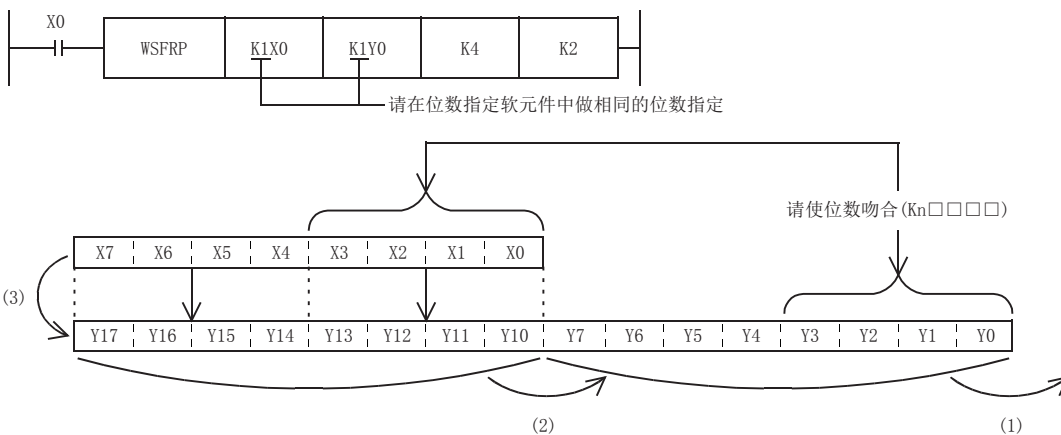 X0
WSFRP K1X0 K1Y0 K4 K2
请在位数指定软元件中做相同的位数指定
请使位数吻合(Kn□□□□)
X7 X6 X5 X4 X3 X2 X1 X0
(3)
Y17 Y16 Y15 Y14 Y13 Y12 Y11 Y10 Y7 Y6 Y5 Y4 Y3 Y2 Y1 Y0
(2) (1)